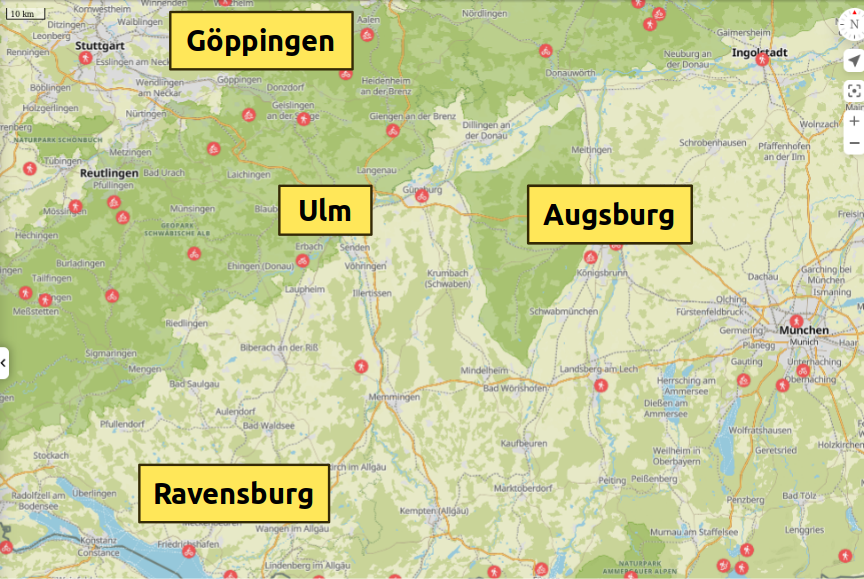 10 km
Kornwestheim
Winnenden
Waiblingen
Aalen
Nördlingen
Gaimersheim
N
Ditzingen
Leonberg
Renningen
Stuttgart
Göppingen
Esslingen am Neckar
Ingolstadt
Neuburg an
der Donau
Donauwörth
Böblingen
Wendlingen
am Neckar
Göppingen
Donzdorf
Heidenheim
an der Brenz
Holzgerlingen
Nürtingen
Geislingen
Giengen an der Brenz
Dillingen an
der Donau
Wolnzach
NATURPARK SCHÖNBUCH
Metzingen
Meitingen
Schrobenhausen
Pfaffenhofen
an der Ilm
Tübingen
Reutlingen
Bad Urach
Laichingen
Langenau
Pfullingen
Günzburg
Mössingen
Münsingen
Ulm
Augsburg
Hechingen
GEOPARK
SCHWÄBISCHE ALB
Erbach
Senden
Burladingen
Ehingen (Donau)
Vöhringen
Krumbach
(Schwaben)
Königsbrunn
Dachau
Garching bei
München
Ismaning
Tailfingen
Meßstetten
Laupheim
Illertissen
Olching
Fürstenfeldbruck
Schwabmünchen
Riedlingen
Germering
München
Munich
Planegg
Haar
Sigmaringen
Biberach an der Riß
Gauting
Unterhaching
Oberhaching
Mengen
Bad Saulgau
Mindelheim
Landsberg am Lech
Bad Wörishofen
Herrsching am
Ammersee
Memmingen
Dießen am
Ammersee
Aulendorf
Pfullendorf
Bad Waldsee
Wolfratshausen
Geretsried
Holzkirchen
Kaufbeuren
Stockach
Weilheim in
Oberbayern
Ravensburg
Peiting
Peißenberg
Marktoberdorf
Radolfzell am
Bodensee
Überlingen
Penzberg
Bad Tölz
Kempten (Allgäu)
Wangen im Allgäu
Murnau am Staffelsee
Lenggries
Konstanz
Constance
Friedrichshafen
Lindenberg im Allgäu
NATURPARK
AMMERGAUER ALPEN